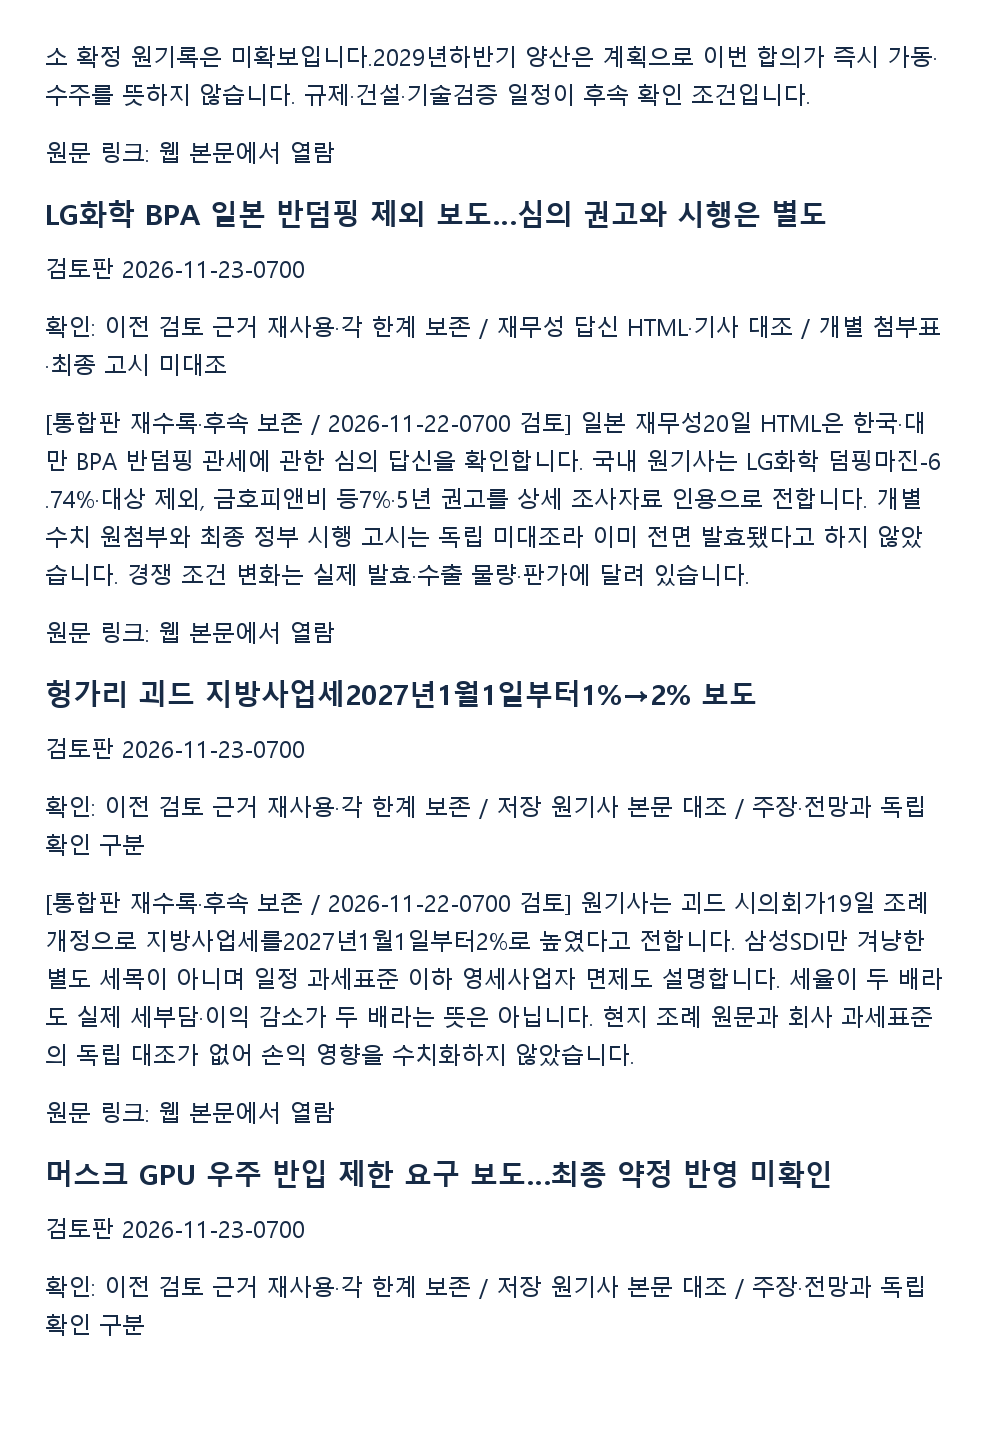 소 확정 원기록은 미확보입니다.2029년하반기 양산은 계획으로 이번 합의가 즉시 가동·
수주를 뜻하지 않습니다. 규제·건설·기술검증 일정이 후속 확인 조건입니다.
원문 링크: 웹 본문에서 열람
LG화학 BPA 일본 반덤핑 제외 보도…심의 권고와 시행은 별도
검토판 2026-11-23-0700
확인: 이전 검토 근거 재사용·각 한계 보존 / 재무성 답신 HTML·기사 대조 / 개별 첨부표
·최종 고시 미대조
[통합판 재수록·후속 보존 / 2026-11-22-0700 검토] 일본 재무성20일 HTML은 한국·대
만 BPA 반덤핑 관세에 관한 심의 답신을 확인합니다. 국내 원기사는 LG화학 덤핑마진-6
.74%·대상 제외, 금호피앤비 등7%·5년 권고를 상세 조사자료 인용으로 전합니다. 개별
수치 원첨부와 최종 정부 시행 고시는 독립 미대조라 이미 전면 발효됐다고 하지 않았
습니다. 경쟁 조건 변화는 실제 발효·수출 물량·판가에 달려 있습니다.
원문 링크: 웹 본문에서 열람
헝가리 괴드 지방사업세2027년1월1일부터1%→2% 보도
검토판 2026-11-23-0700
확인: 이전 검토 근거 재사용·각 한계 보존 / 저장 원기사 본문 대조 / 주장·전망과 독립
확인 구분
[통합판 재수록·후속 보존 / 2026-11-22-0700 검토] 원기사는 괴드 시의회가19일 조례
개정으로 지방사업세를2027년1월1일부터2%로 높였다고 전합니다. 삼성SDI만 겨냥한
별도 세목이 아니며 일정 과세표준 이하 영세사업자 면제도 설명합니다. 세율이 두 배라
도 실제 세부담·이익 감소가 두 배라는 뜻은 아닙니다. 현지 조례 원문과 회사 과세표준
의 독립 대조가 없어 손익 영향을 수치화하지 않았습니다.
원문 링크: 웹 본문에서 열람
머스크 GPU 우주 반입 제한 요구 보도…최종 약정 반영 미확인
검토판 2026-11-23-0700
확인: 이전 검토 근거 재사용·각 한계 보존 / 저장 원기사 본문 대조 / 주장·전망과 독립
확인 구분